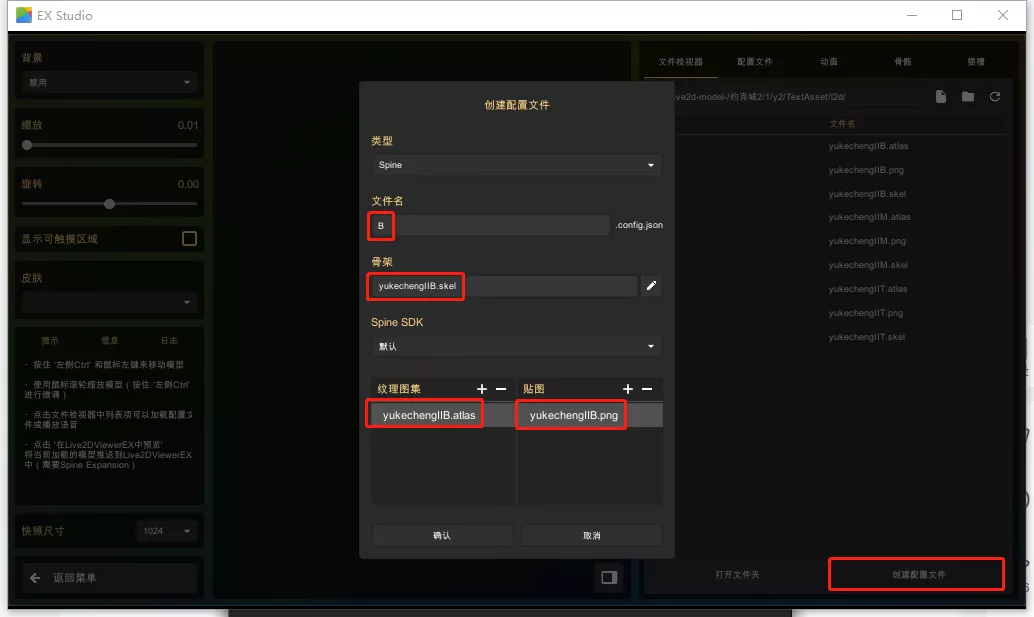 EX Studio
背景
禁用
缩放
0.01
旋转
0.00
显示可触摸区域
皮肤
提示
信息
日志
· 按住 '左侧Ctrl' 和鼠标左键来移动模型
· 使用鼠标滚轮缩放模型 ( 按住 '左侧Ctrl'
进行微调 )
· 点击文件检视器中列表项可以加载配置文
件或播放语音
· 点击 '在Live2DViewerEX中预览'
将当前加载的模型推送到Live2DViewerEX
中 ( 需要Spine Expansion )
快照尺寸
1024
返回菜单
创建配置文件
类型
Spine
文件名
B
.config.json
骨架
yukechengIIB.skel
Spine SDK
默认
纹理图集
贴图
yukechengIIB.atlas
yukechengIIB.png
确认
取消
文件检视器
配置文件
动画
骨骼
插槽
ive2d-model-/约克城2/1/y2/TextAsset/l2d/
文件名
yukechengIIB.atlas
yukechengIIB.png
yukechengIIB.skel
yukechengIIM.atlas
yukechengIIM.png
yukechengIIM.skel
yukechengIIT.atlas
yukechengIIT.png
yukechengIIT.skel
打开文件夹
创建配置文件